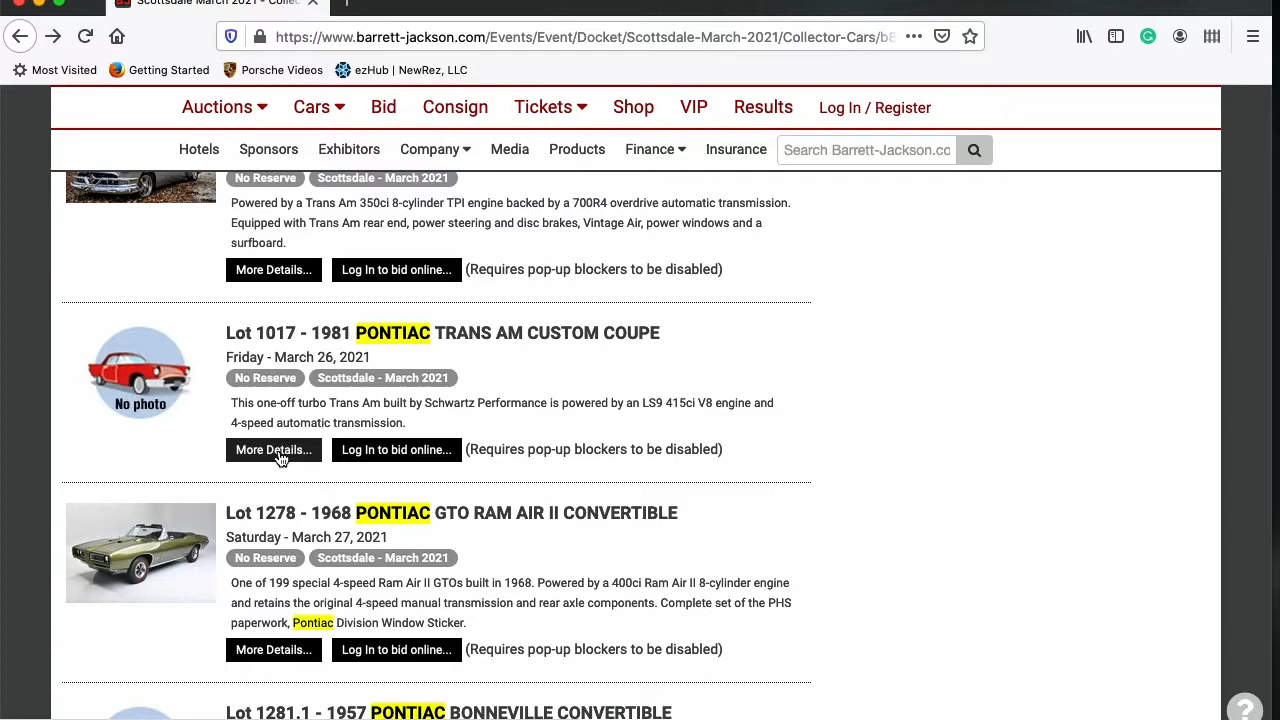 Scottsdale March 2021 - Collec
https://www.barrett-jackson.com/Events/Event/Docket/Scottsdale-March-2021/Collector-Cars/b8
Most Visited Getting Started Porsche Videos ezHub | NewRez, LLC
Auctions Cars Bid Consign Tickets Shop VIP Results Log In / Register
Hotels Sponsors Exhibitors Company Media Products Finance Insurance Search Barrett-Jackson.co
No Reserve Scottsdale - March 2021
Powered by a Trans Am 350ci 8-cylinder TPI engine backed by a 700R4 overdrive automatic transmission.
Equipped with Trans Am rear end, power steering and disc brakes, Vintage Air, power windows and a
surfboard.
More Details... Log In to bid online... (Requires pop-up blockers to be disabled)
Lot 1017 - 1981 PONTIAC TRANS AM CUSTOM COUPE
Friday - March 26, 2021
No Reserve Scottsdale - March 2021
No photo
This one-off turbo Trans Am built by Schwartz Performance is powered by an LS9 415ci V8 engine and
4-speed automatic transmission.
More Details... Log In to bid online... (Requires pop-up blockers to be disabled)
Lot 1278 - 1968 PONTIAC GTO RAM AIR II CONVERTIBLE
Saturday - March 27, 2021
No Reserve Scottsdale - March 2021
One of 199 special 4-speed Ram Air II GTOs built in 1968. Powered by a 400ci Ram Air II 8-cylinder engine
and retains the original 4-speed manual transmission and rear axle components. Complete set of the PHS
paperwork, Pontiac Division Window Sticker.
More Details... Log In to bid online... (Requires pop-up blockers to be disabled)
Lot 1281.1 - 1957 PONTIAC BONNEVILLE CONVERTIBLE
?